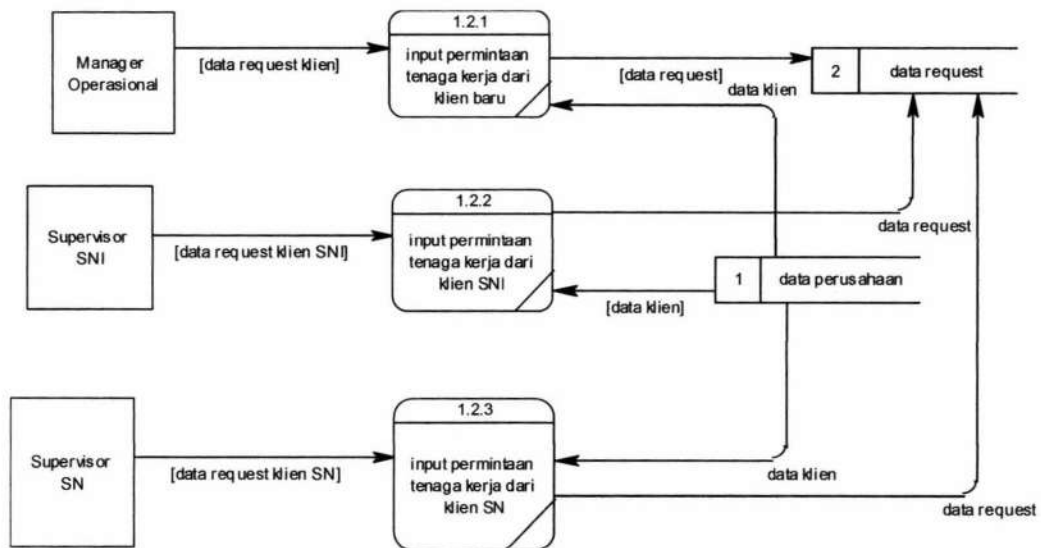 Manager
Operasional
[data request klien]
1.2.1
input permintaan
tenaga kerja dari
klien baru
[data request]
data klien
2
data request
Supervisor
SNI
[data request klien SNI]
1.2.2
input permintaan
tenaga kerja dari
klien SNI
data request
1
data perusahaan
[data klien]
Supervisor
SN
[data request klien SN]
1.2.3
input permintaan
tenaga kerja dari
klien SN
data klien
data request